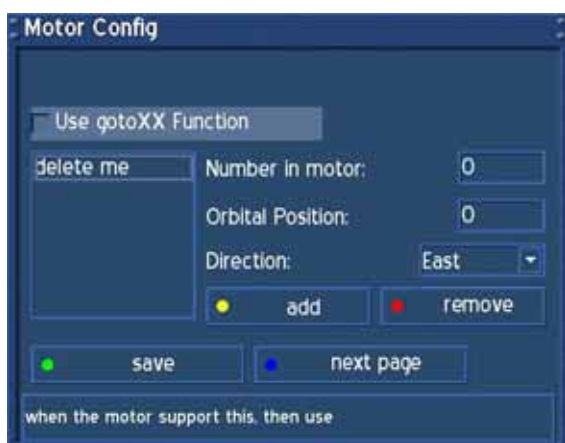 Motor Config
Use gotoXX Function
delete me
Number in motor: 0
Orbital Position: 0
Direction: East
add remove
save next page
when the motor support this, then use